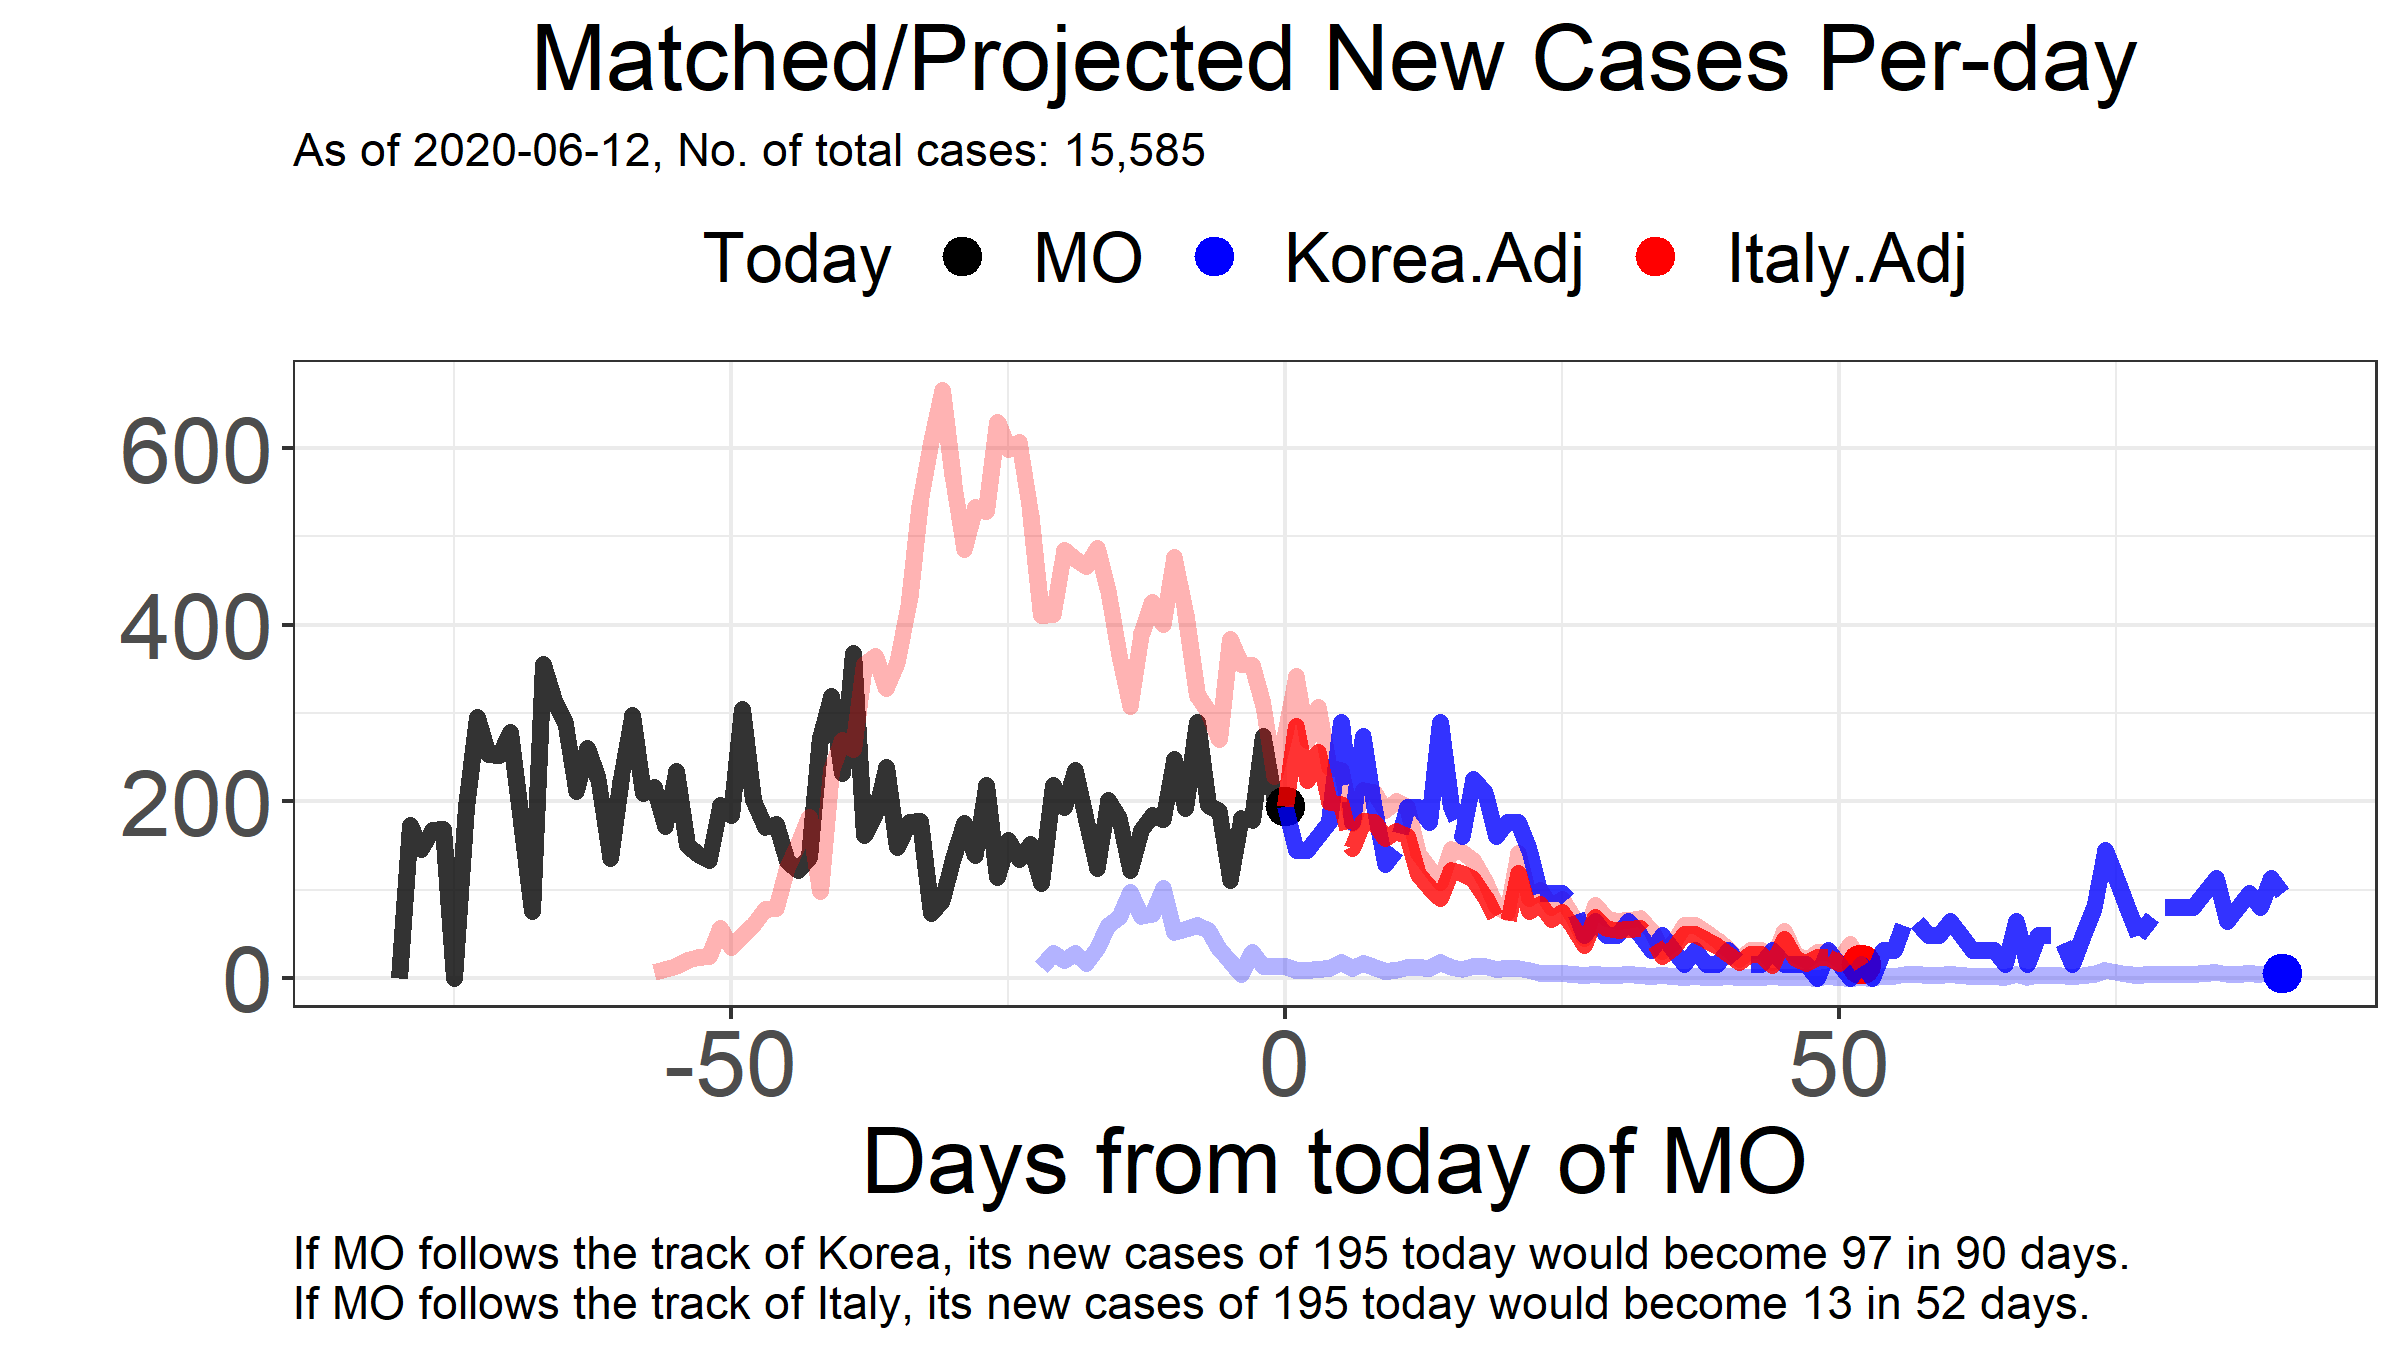 Matched/Projected New Cases Per-day
As of 2020-06-12, No. of total cases: 15,585
Today MO Korea.Adj Italy.Adj
600
400
200
0
-50 0 50
Days from today of MO
If MO follows the track of Korea, its new cases of 195 today would become 97 in 90 days.
If MO follows the track of Italy, its new cases of 195 today would become 13 in 52 days.